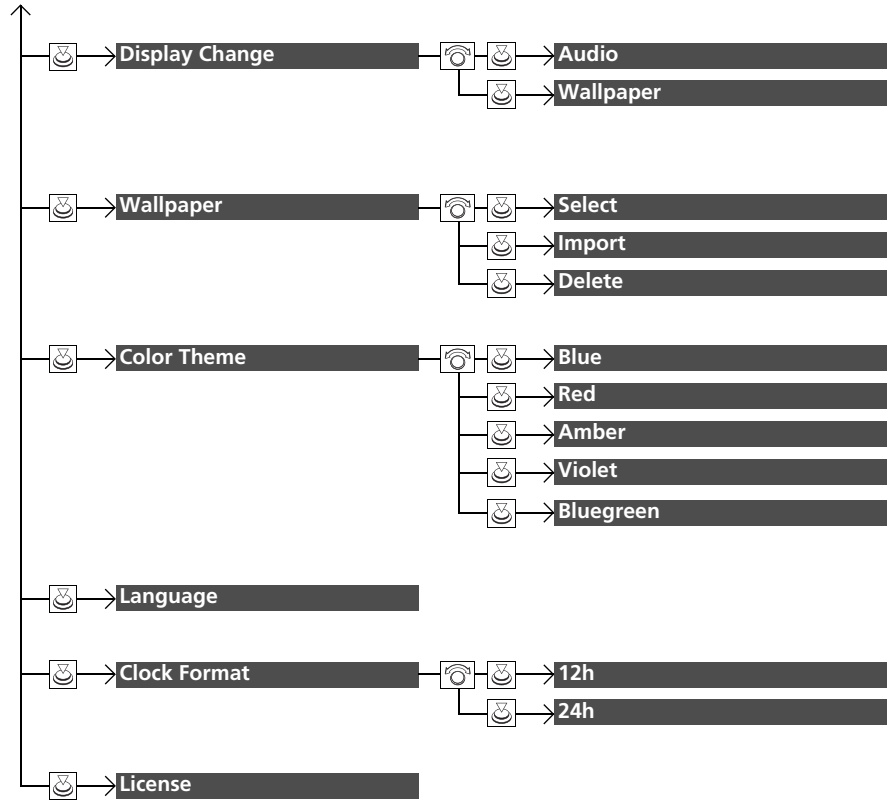 Display Change
Audio
Wallpaper
Wallpaper
Select
Import
Delete
Color Theme
Blue
Red
Amber
Violet
Bluegreen
Language
Clock Format
12h
24h
License